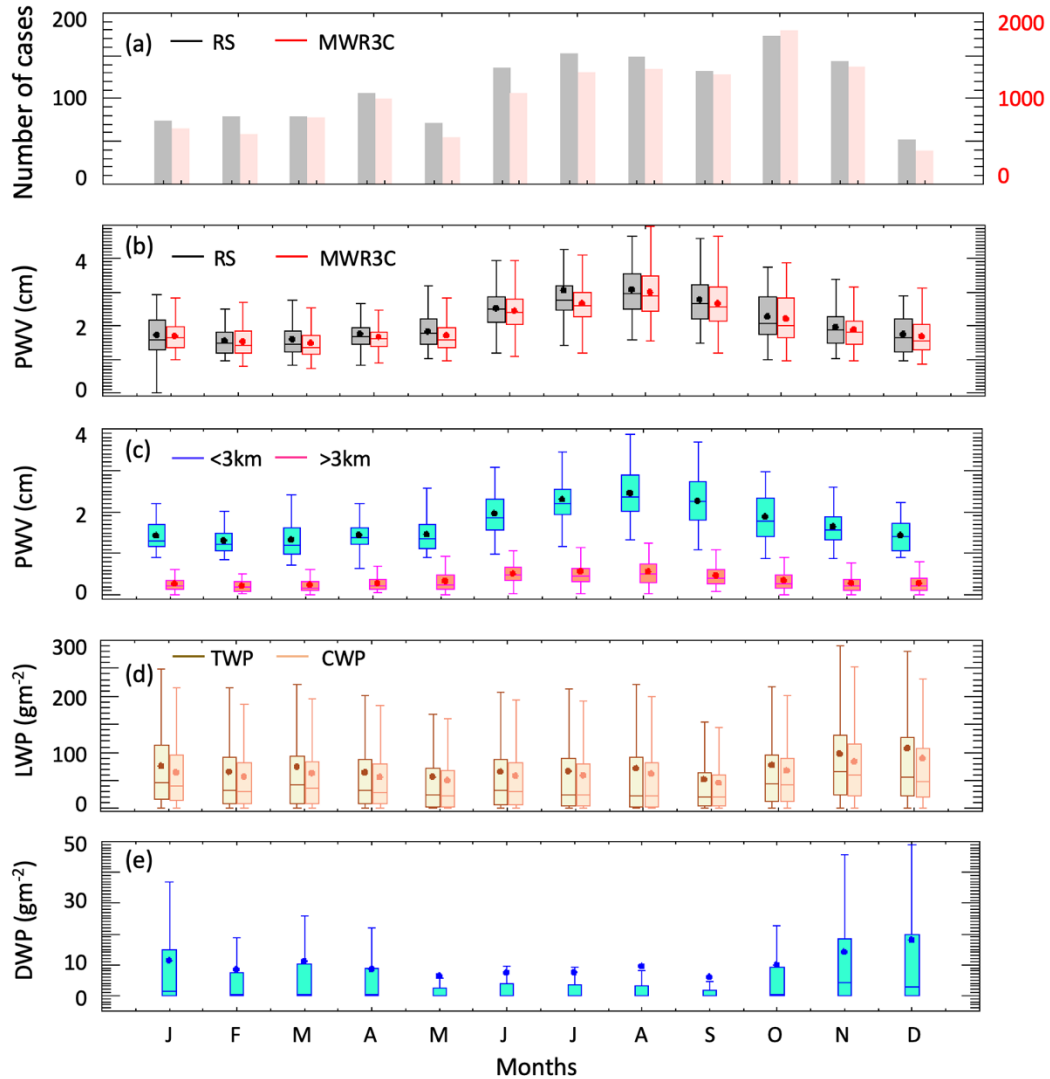 200
2000
(a)
RS
MWR3C
Number of cases
100
1000
0
0
(b)
RS
MWR3C
PWV (cm)
4
2
0
(c)
<3km
>3km
PWV (cm)
4
2
0
(d)
TWP
CWP
LWP (gm⁻²)
300
200
100
0
(e)
DWP (gm⁻²)
50
30
10
0
J F M A M J J A S O N D
Months